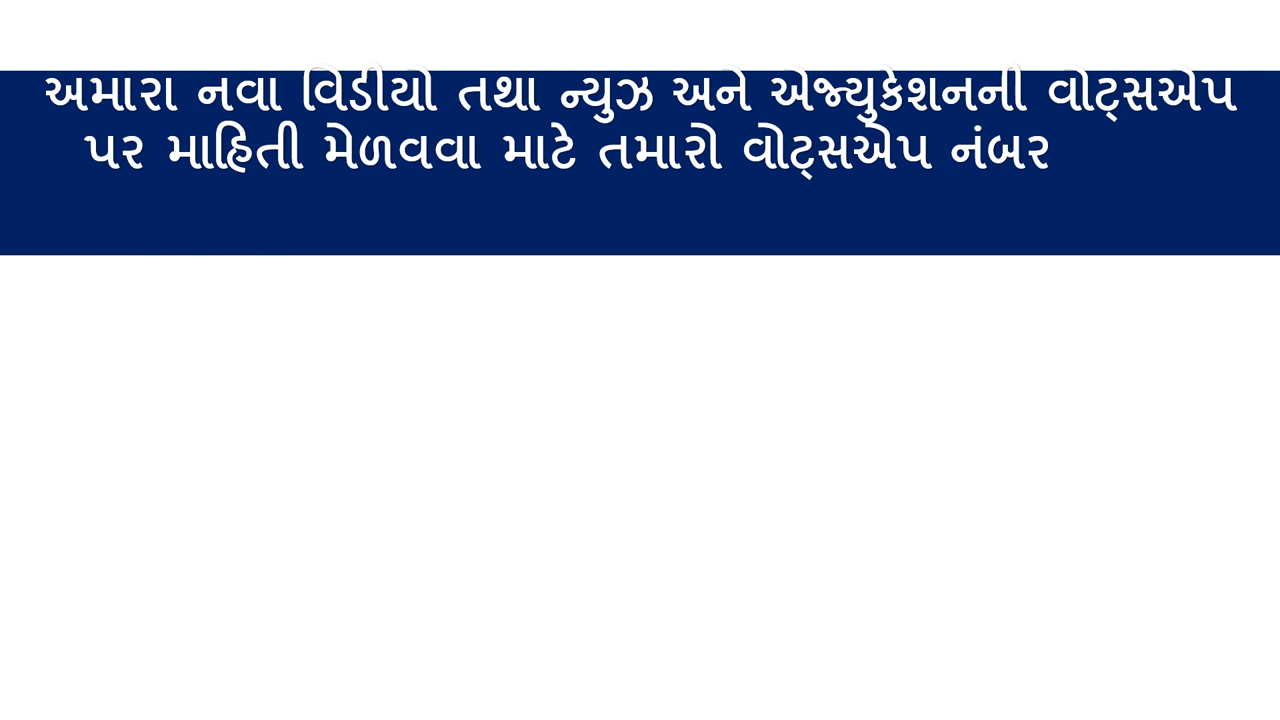 અમારા નવા વિડીયો તથા ન્યુઝ અને એજ્યુકેશનની વોટ્સએપ
પર માહિતી મેળવવા માટે તમારો વોટ્સએપ નંબર